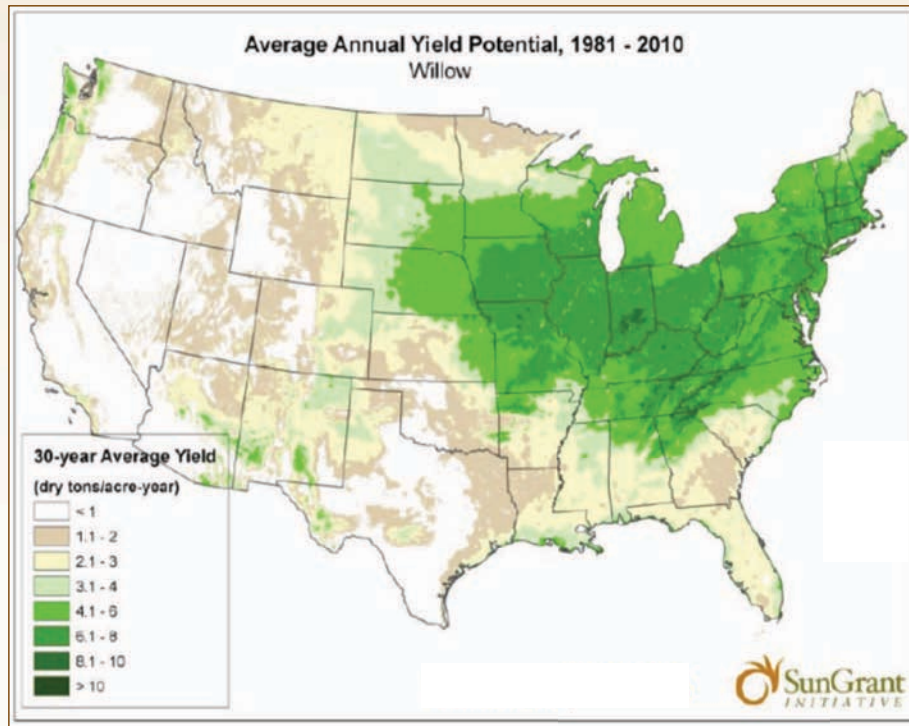 Average Annual Yield Potential, 1981 - 2010
Willow
30-year Average Yield
(dry tons/acre-year)
< 1
1.1 - 2
2.1 - 3
3.1 - 4
4.1 - 6
6.1 - 8
8.1 - 10
> 10
SunGrant
INITIATIVE